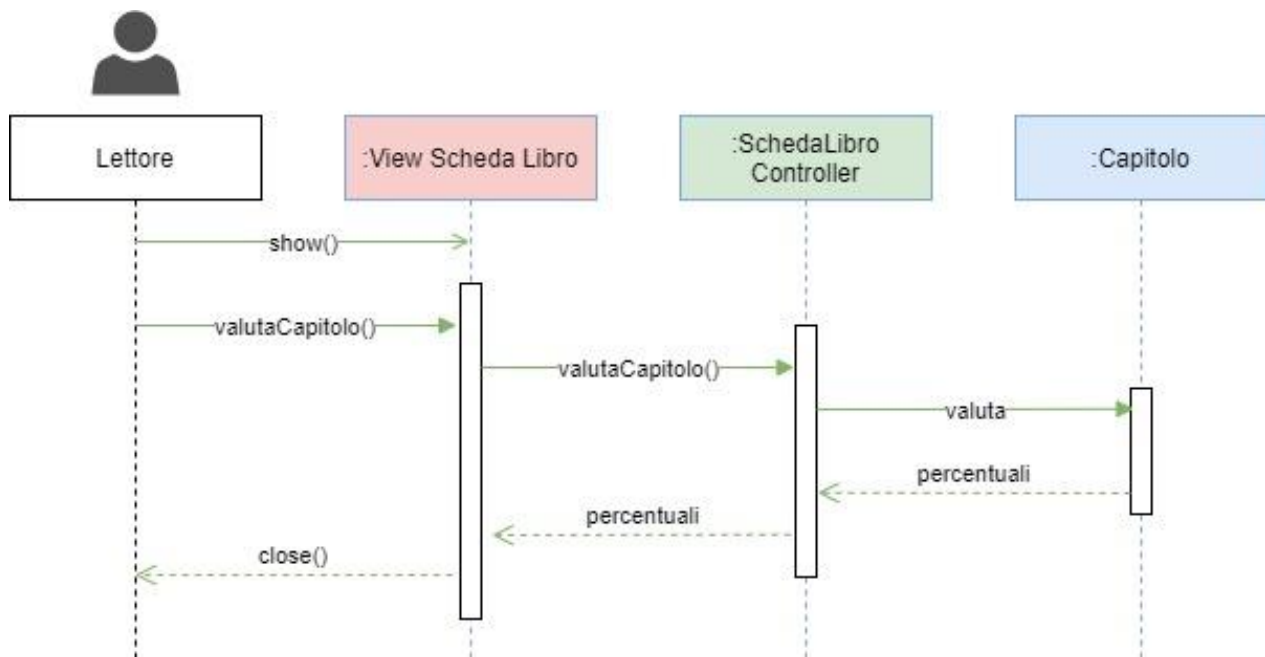 Lettore
:View Scheda Libro
:SchedaLibro
Controller
:Capitolo
show()
valutaCapitolo()
valutaCapitolo()
valuta
percentuali
percentuali
close()